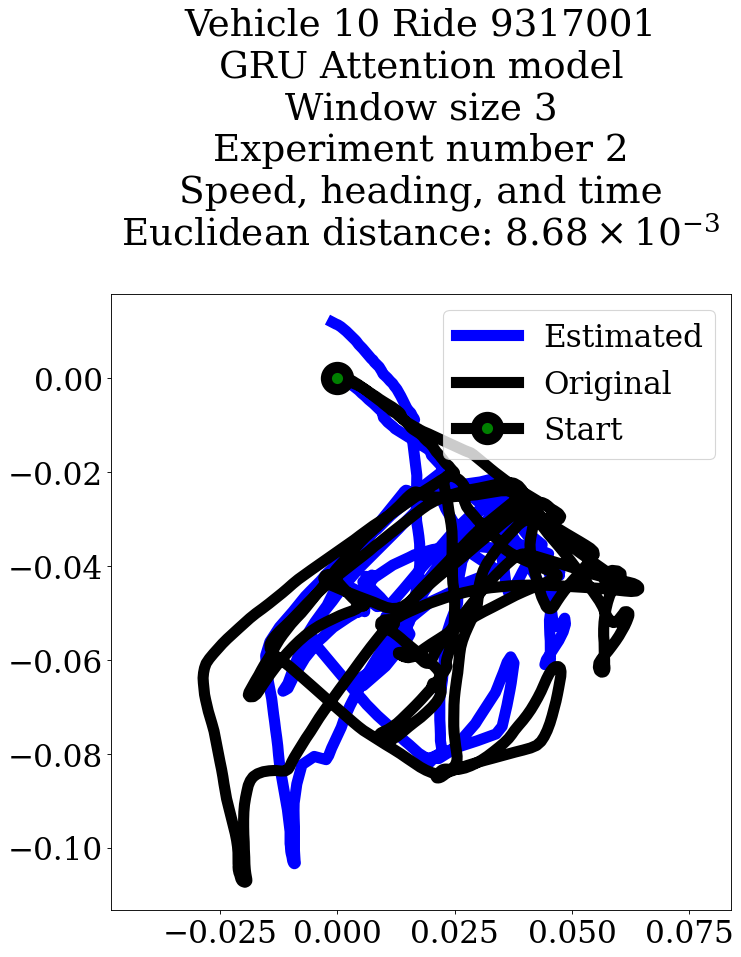 Vehicle 10 Ride 9317001
GRU Attention model
Window size 3
Experiment number 2
Speed, heading, and time
Euclidean distance: 8.68 × 10⁻³
Estimated
Original
Start
0.00
−0.02
−0.04
−0.06
−0.08
−0.10
−0.025 0.000 0.025 0.050 0.075